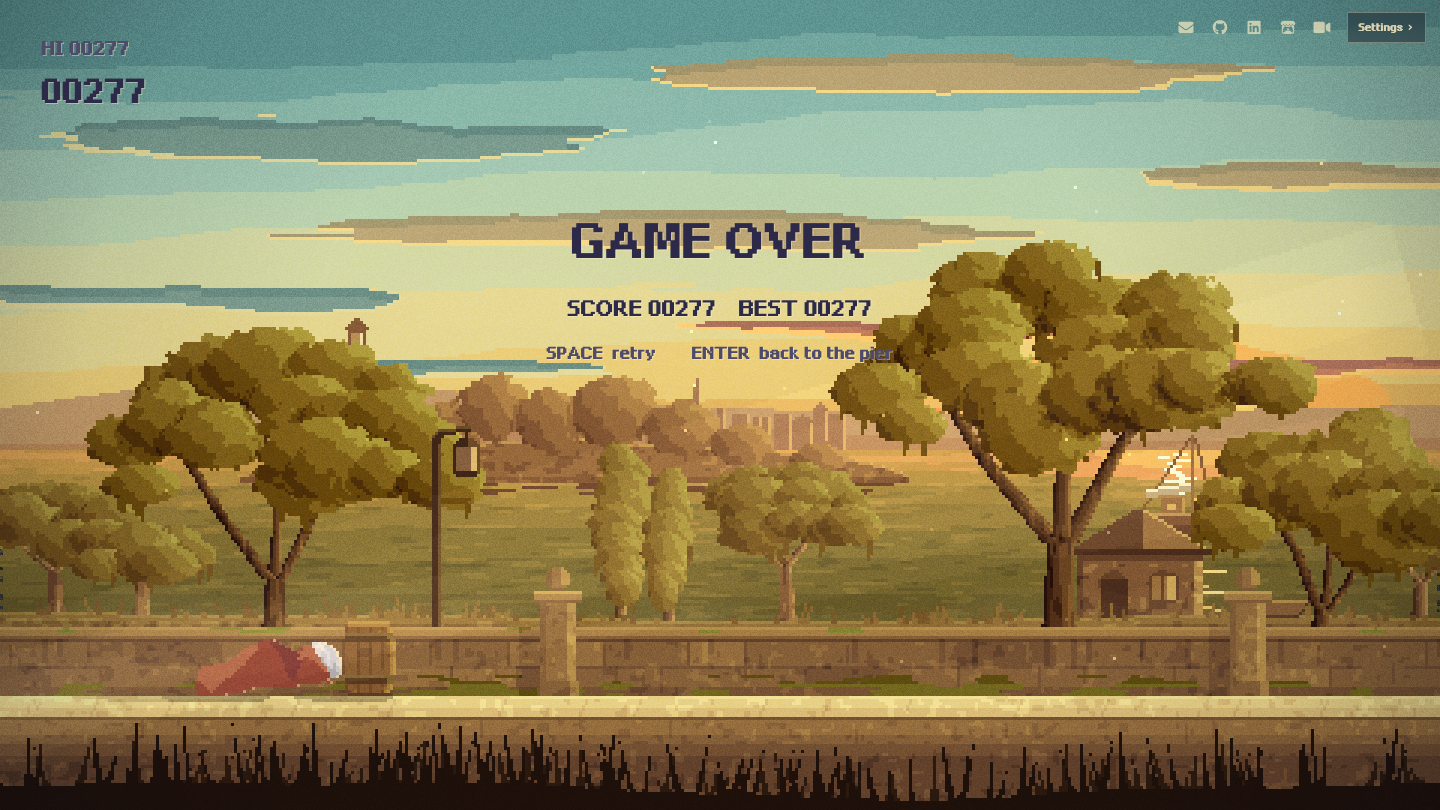 HI 00277
00277
Settings ›
GAME OVER
SCORE 00277 BEST 00277
SPACE retry ENTER back to the pier